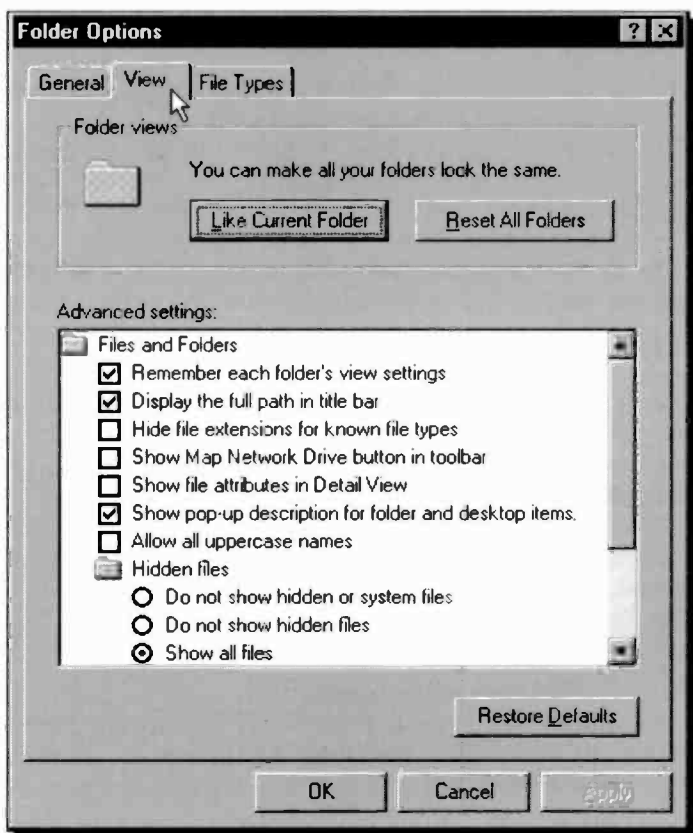 Folder Options
General View File Types
Folder views
You can make all your folders look the same.
Like Current Folder Reset All Folders
Advanced settings:
Files and Folders
Remember each folder's view settings
Display the full path in title bar
Hide file extensions for known file types
Show Map Network Drive button in toolbar
Show file attributes in Detail View
Show pop-up description for folder and desktop items.
Allow all uppercase names
Hidden files
Do not show hidden or system files
Do not show hidden files
Show all files
Restore Defaults
OK Cancel Apply